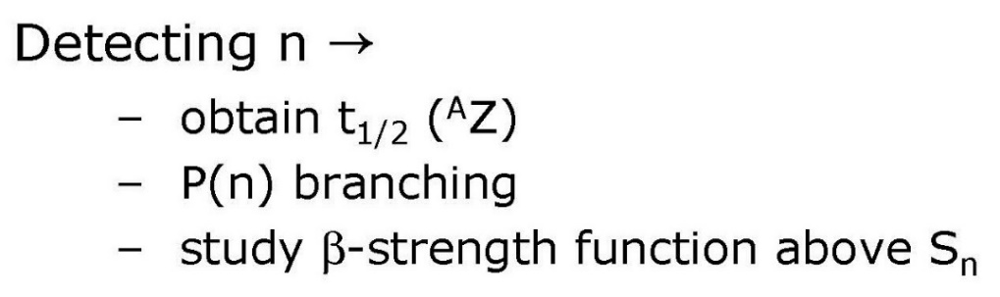 Detecting n →
– obtain t₁/₂ (ᴬZ)
– P(n) branching
– study β-strength function above Sₙ